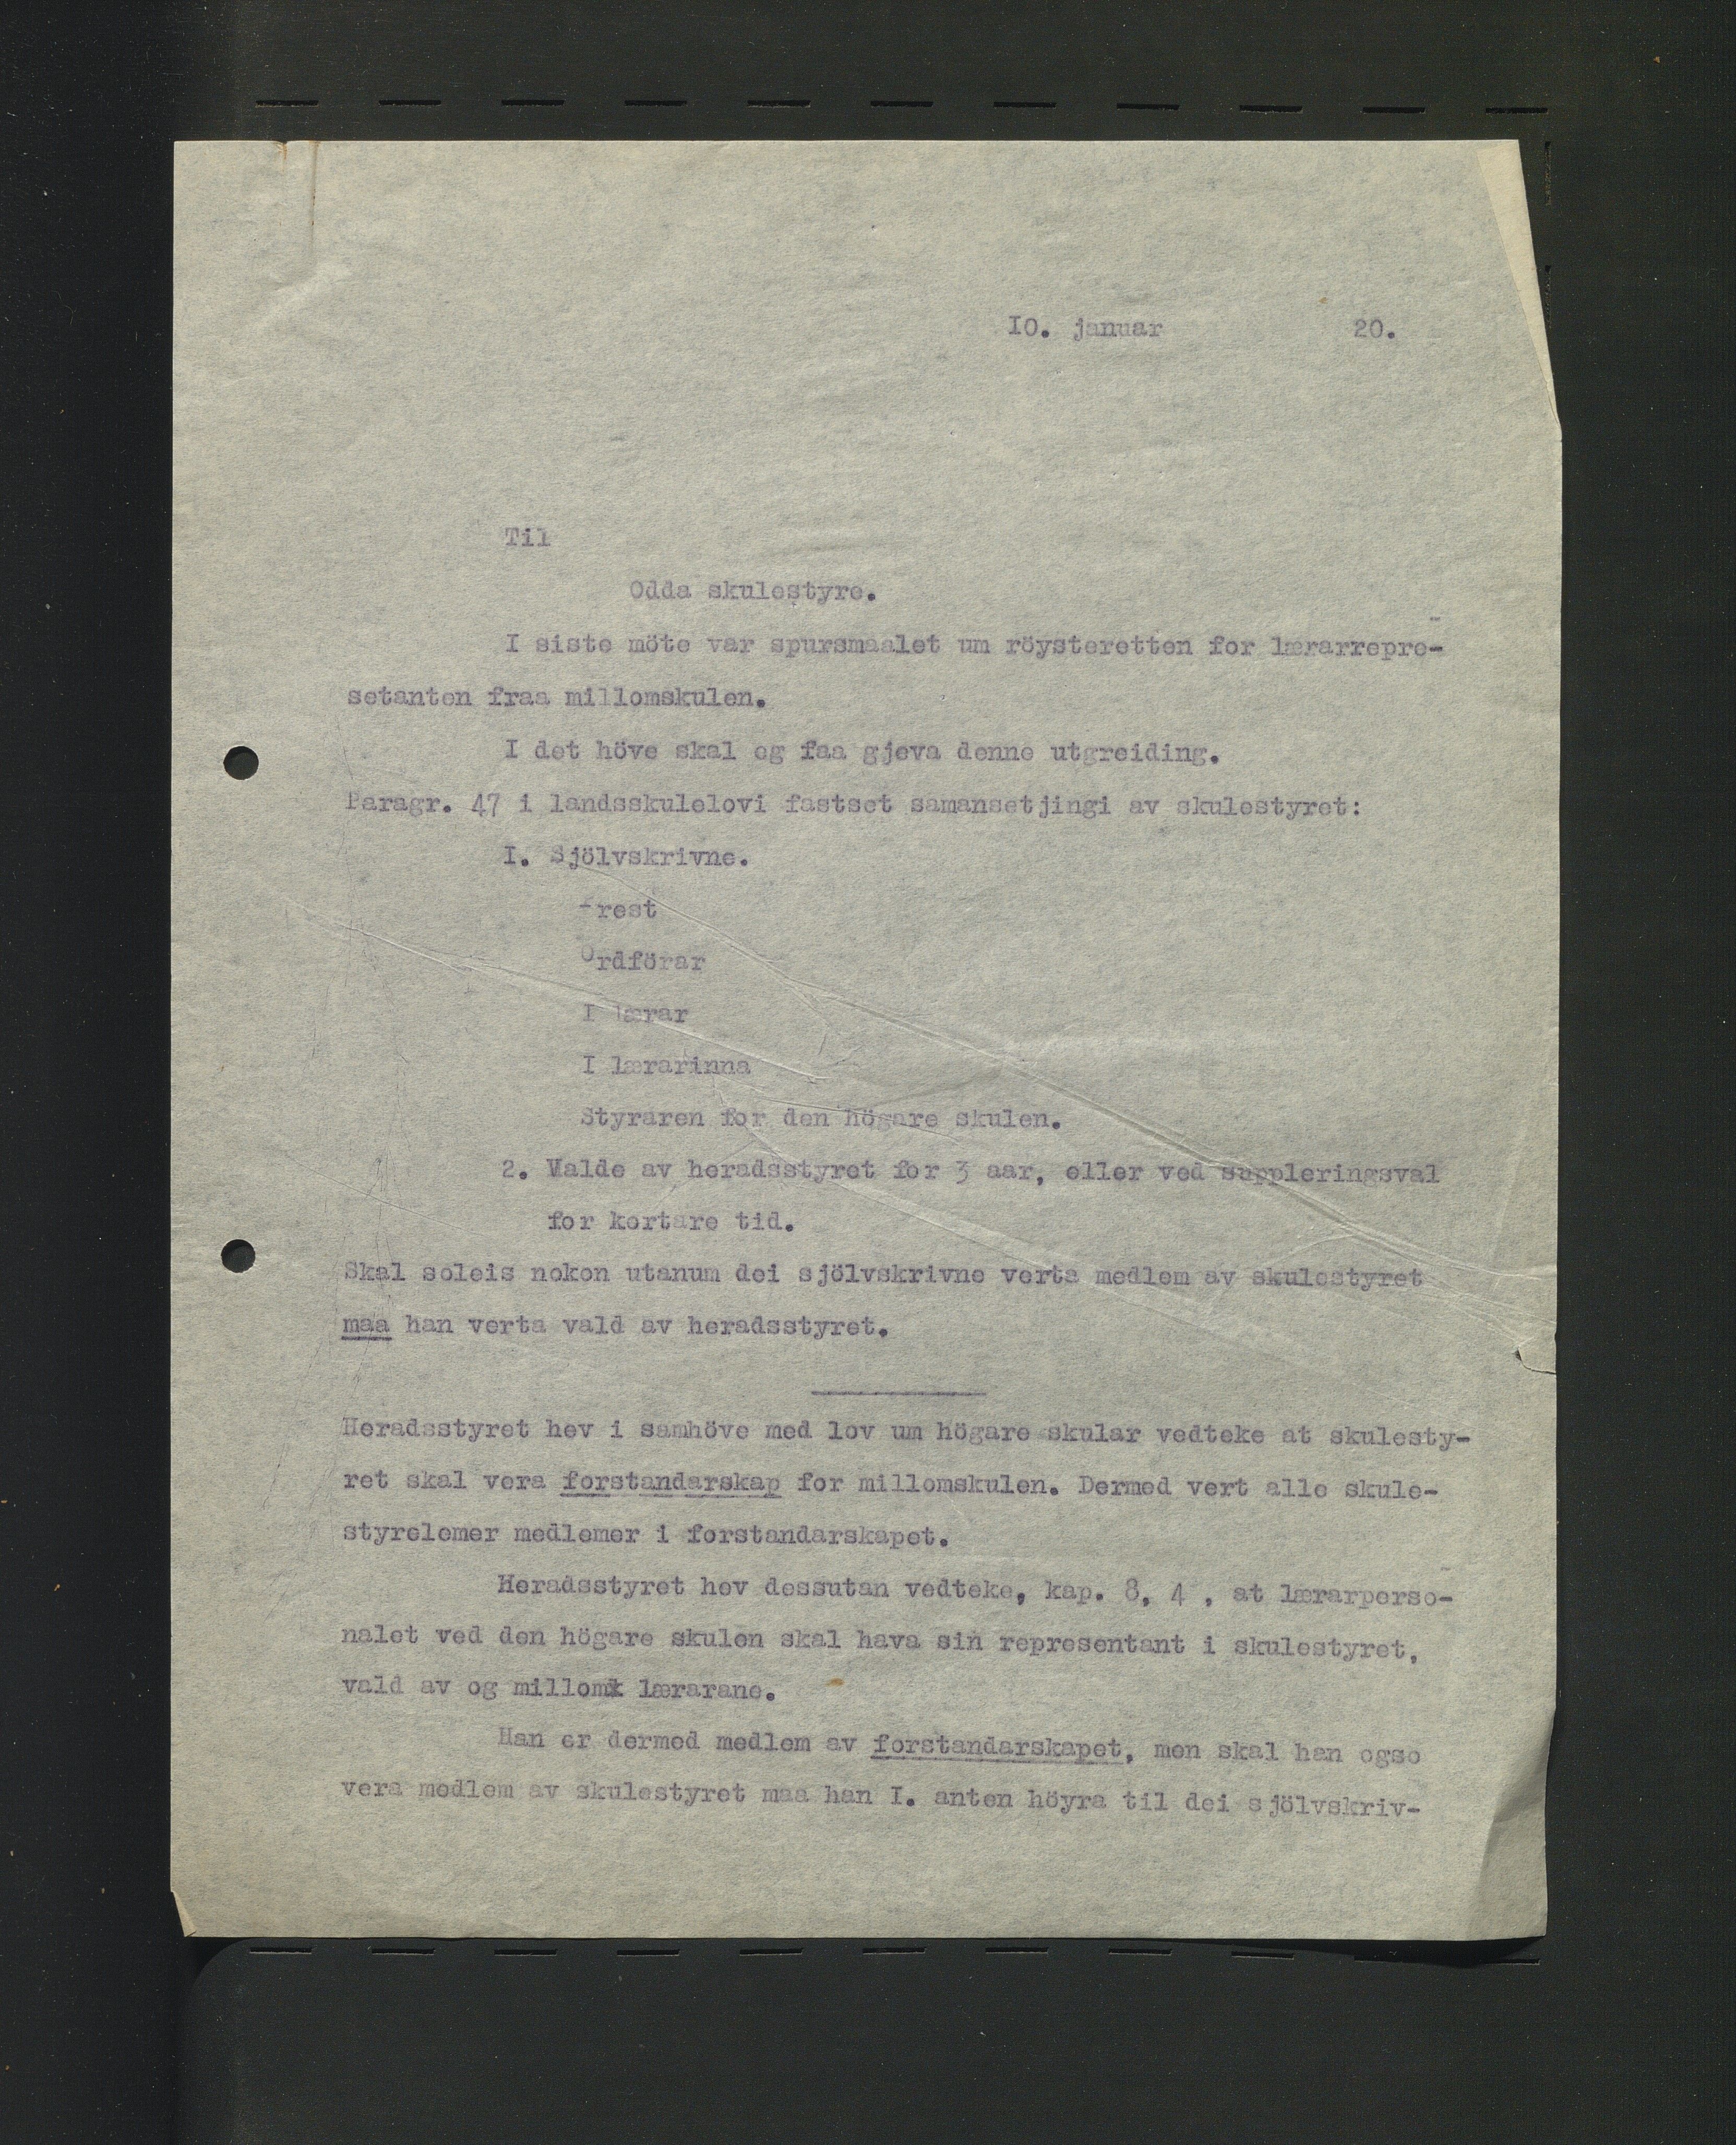 I0. januar 20.
Til
Odda skulestyre.
I siste möte var spursmaalet um röysteretten for lærarrepre-
setanten fraa millomskulen.
I det höve skal eg faa gjeva denne utgreiding.
Paragr. 47 i landsskulelovi fastset samansetjingi av skulestyret:
I. Sjölvskrivne.
Prest
Ordförar
I lærar
I lærarinna
Styraren for den högare skulen.
2. Valde av heradsstyret for 3 aar, eller ved suppleringsval
for kortare tid.
Skal soleis nokon utanum dei sjölvskrivne verta medlem av skulestyret
maa han verta vald av heradsstyret.
Heradsstyret hev i samhöve med lov um högare skular vedteke at skulesty-
ret skal vera forstandarskap for millomskulen. Dermed vert alle skule-
styrelemer medlemer i forstandarskapet.
Heradsstyret hev dessutan vedteke, kap. 8, 4 , at lærarperso-
nalet ved den högare skulen skal hava sin representant i skulestyret,
vald av og millom lærarane.
Han er dermed medlem av forstandarskapet, men skal han ogso
vera medlem av skulestyret maa han I. anten höyra til dei sjölvskriv-